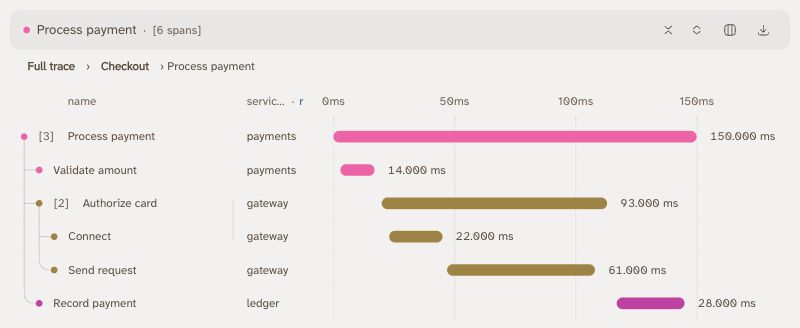 Process payment · [6 spans]
Full trace › Checkout › Process payment
name servic... · r 0ms 50ms 100ms 150ms
[3] Process payment payments 150.000 ms
Validate amount payments 14.000 ms
[2] Authorize card gateway 93.000 ms
Connect gateway 22.000 ms
Send request gateway 61.000 ms
Record payment ledger 28.000 ms